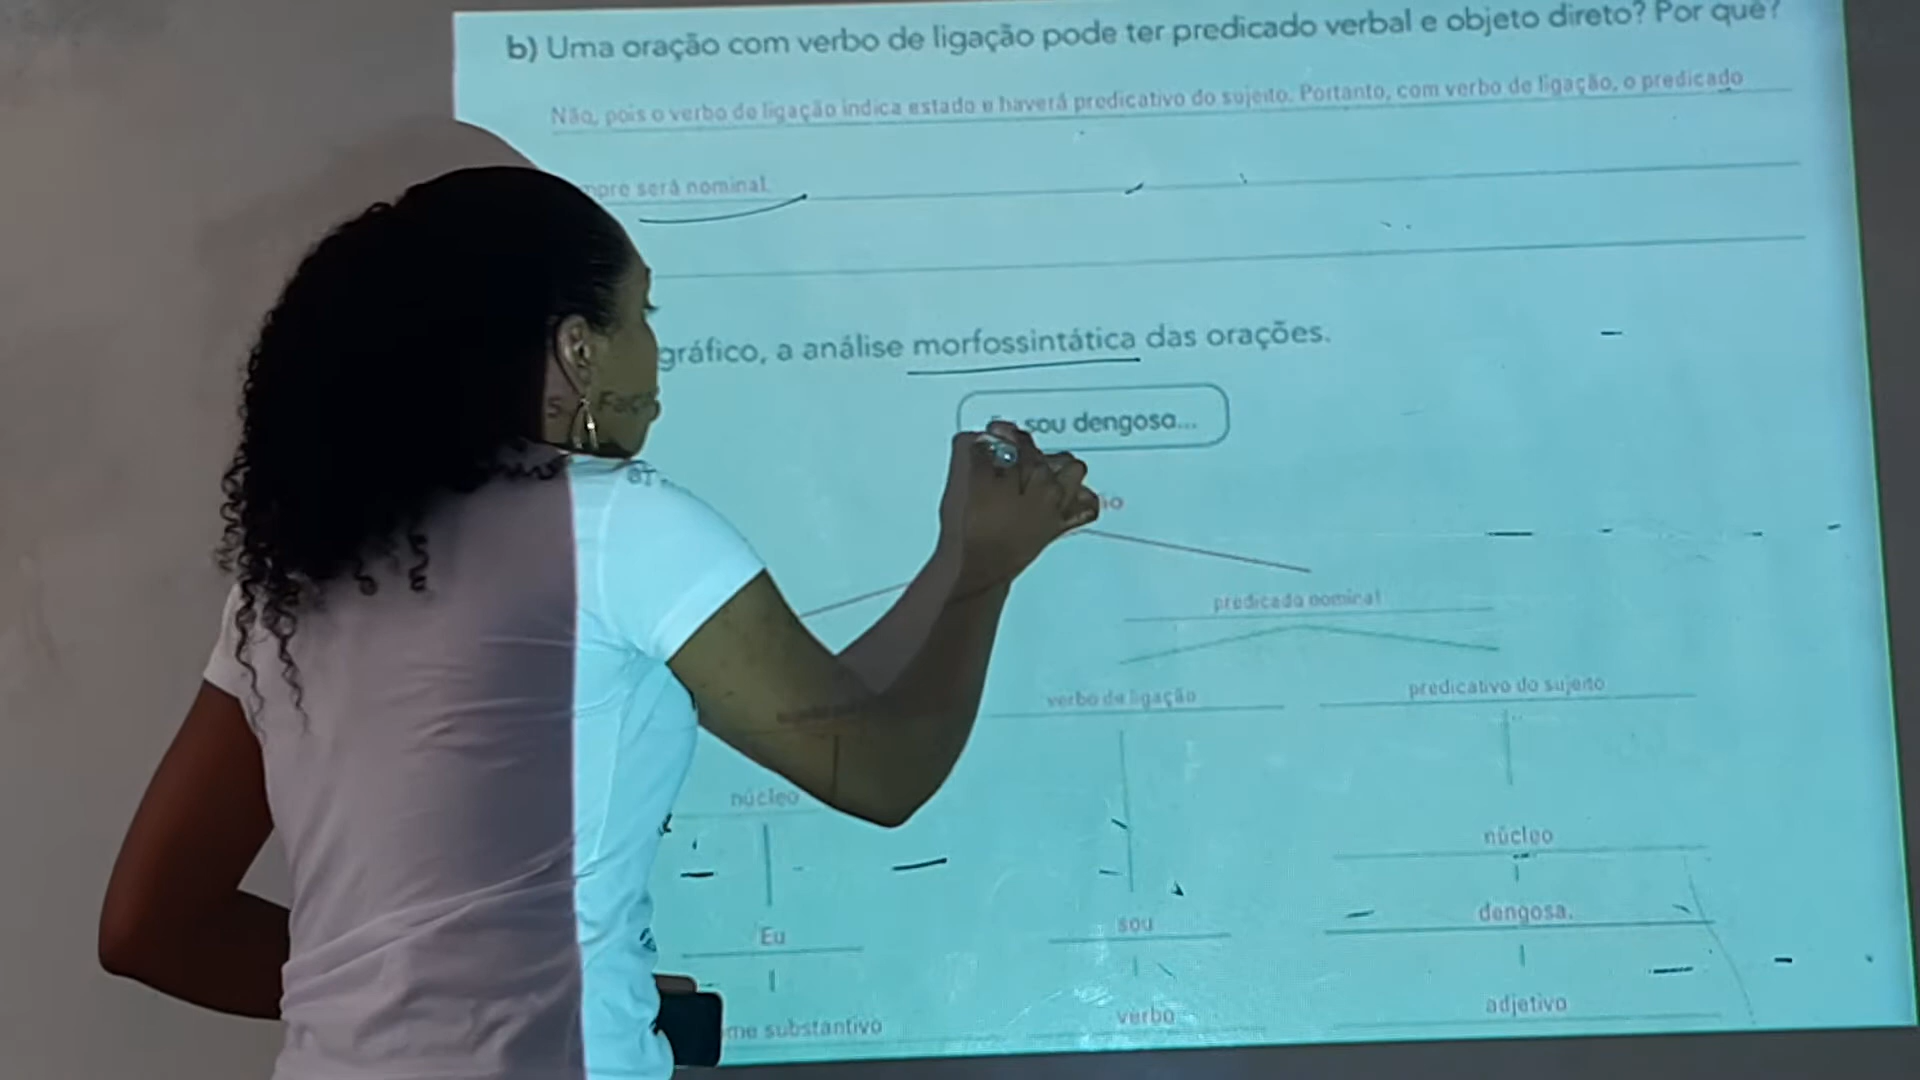 b) Uma oração com verbo de ligação pode ter predicado verbal e objeto direto? Por quê?
Não, pois o verbo de ligação indica estado e haverá predicativo do sujeito. Portanto, com verbo de ligação, o predicado
mpre será nominal.
5. Faç
gráfico, a análise morfossintática das orações.
sou dengosa...
predicado nominal
verbo de ligação predicativo do sujeito
núcleo núcleo
Eu sou dengosa.
me substantivo verbo adjetivo